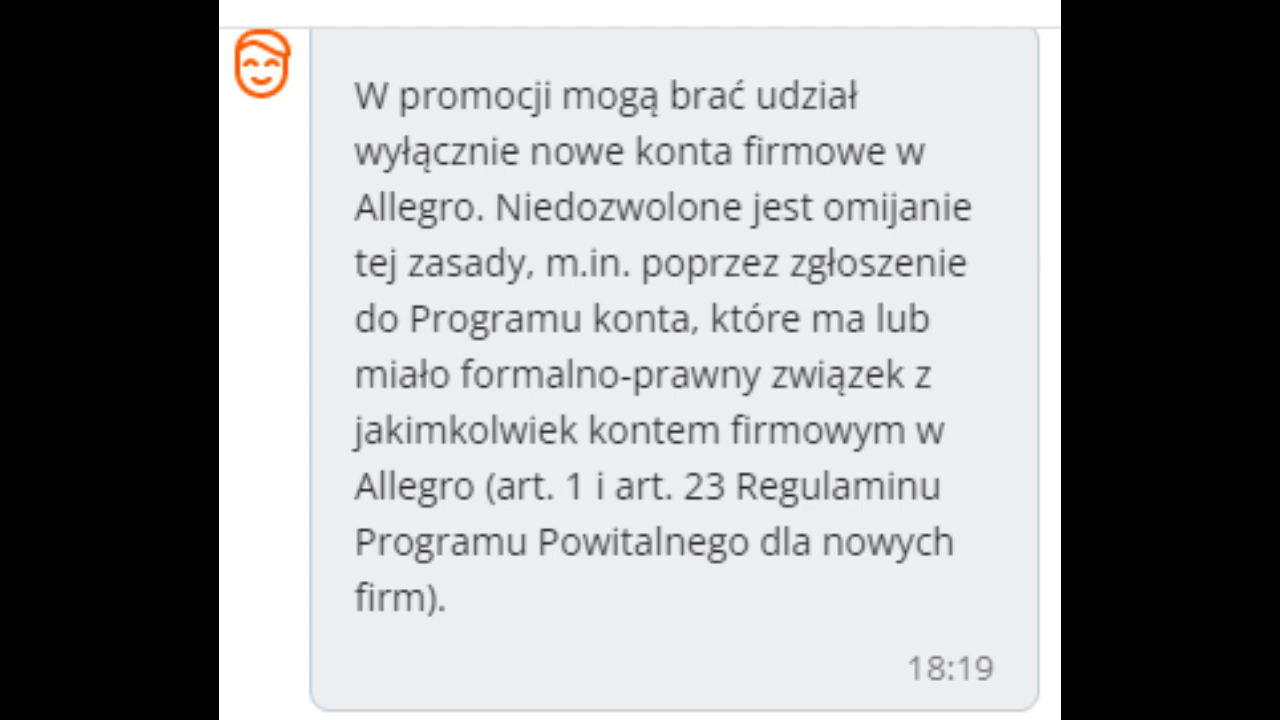 W promocji mogą brać udział
wyłącznie nowe konta firmowe w
Allegro. Niedozwolone jest omijanie
tej zasady, m.in. poprzez zgłoszenie
do Programu konta, które ma lub
miało formalno-prawny związek z
jakimkolwiek kontem firmowym w
Allegro (art. 1 i art. 23 Regulaminu
Programu Powitalnego dla nowych
firm).
18:19